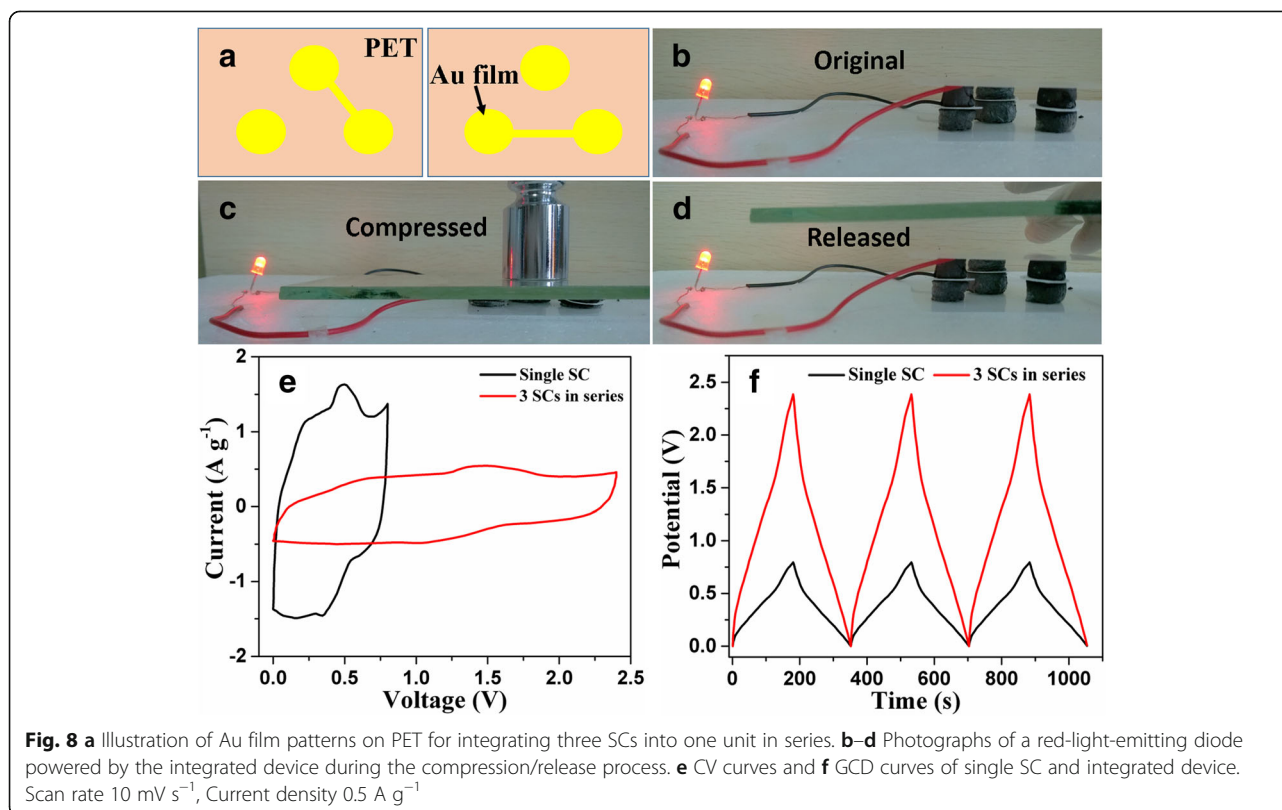 a
PET
Au film
b
Original
c
Compressed
d
Released
e
Single SC
3 SCs in series
2
1
0
-1
-2
Current (A g⁻¹)
0.0 0.5 1.0 1.5 2.0 2.5
Voltage (V)
f
Single SC 3 SCs in series
2.5
2.0
1.5
1.0
0.5
0.0
Potential (V)
0 200 400 600 800 1000
Time (s)
Fig. 8 a Illustration of Au film patterns on PET for integrating three SCs into one unit in series. b–d Photographs of a red-light-emitting diode
powered by the integrated device during the compression/release process. e CV curves and f GCD curves of single SC and integrated device.
Scan rate 10 mV s⁻¹, Current density 0.5 A g⁻¹